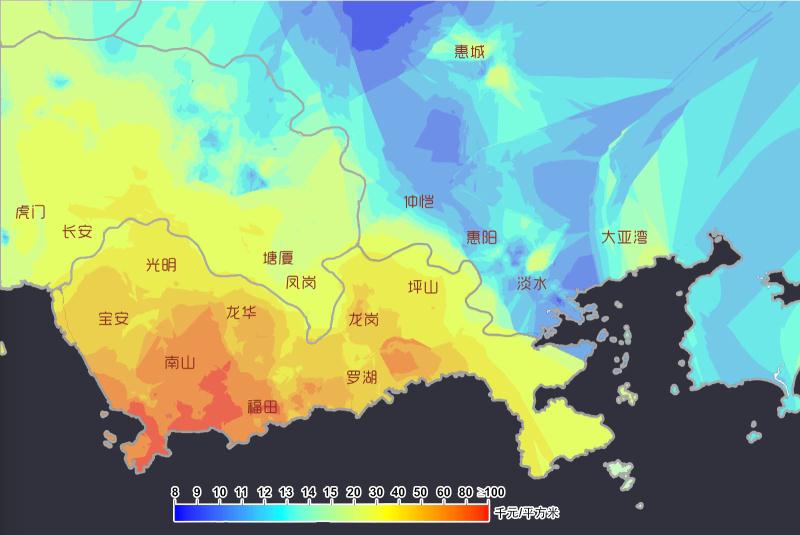 惠城
仲恺
虎门
长安
惠阳
大亚湾
光明
塘厦
凤岗
坪山
淡水
宝安
龙华
龙岗
南山
罗湖
福田
8 9 10 11 12 13 14 15 20 30 40 50 60 80 ≥100
千元/平方米